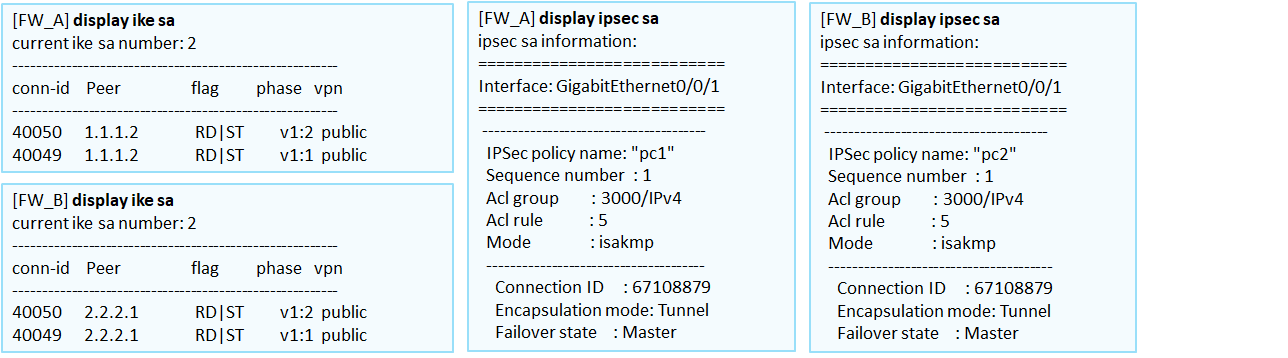 [FW_A] display ike sa
current ike sa number: 2
-------------------------------------------------------
conn-id Peer flag phase vpn
-------------------------------------------------------
40050 1.1.1.2 RD|ST v1:2 public
40049 1.1.1.2 RD|ST v1:1 public
[FW_B] display ike sa
current ike sa number: 2
-------------------------------------------------------
conn-id Peer flag phase vpn
-------------------------------------------------------
40050 2.2.2.1 RD|ST v1:2 public
40049 2.2.2.1 RD|ST v1:1 public
[FW_A] display ipsec sa
ipsec sa information:
===========================
Interface: GigabitEthernet0/0/1
===========================
--------------------------------------
IPSec policy name: "pc1"
Sequence number : 1
Acl group : 3000/IPv4
Acl rule : 5
Mode : isakmp
-------------------------------------
Connection ID : 67108879
Encapsulation mode: Tunnel
Failover state : Master
[FW_B] display ipsec sa
ipsec sa information:
===========================
Interface: GigabitEthernet0/0/1
===========================
--------------------------------------
IPSec policy name: "pc2"
Sequence number : 1
Acl group : 3000/IPv4
Acl rule : 5
Mode : isakmp
--------------------------------------
Connection ID : 67108879
Encapsulation mode: Tunnel
Failover state : Master